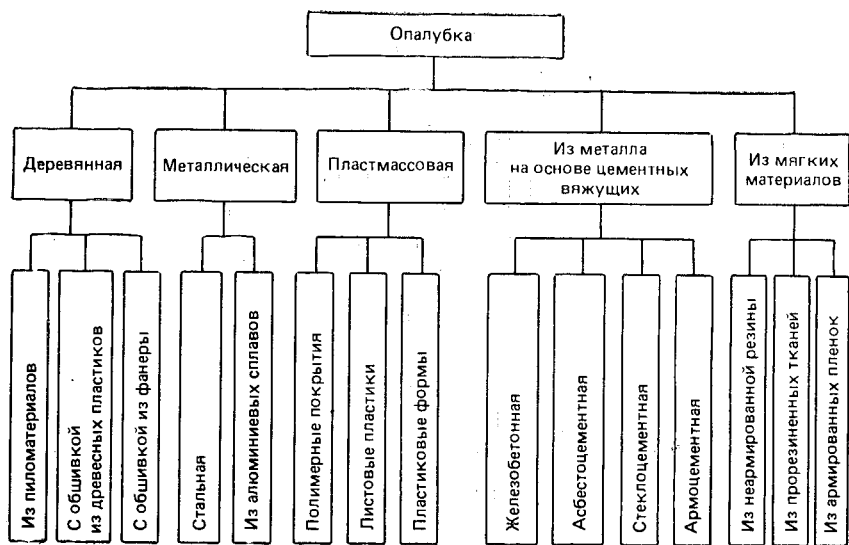 Опалубка
Деревянная
Металлическая
Пластмассовая
Из металла
на основе цементных
вяжущих
Из мягких
материалов
Из пиломатериалов
С обшивкой
из древесных пластиков
С обшивкой из фанеры
Стальная
Из алюминиевых сплавов
Полимерные покрытия
Листовые пластики
Пластиковые формы
Железобетонная
Асбестоцементная
Стеклоцементная
Армоцементная
Из неармированной резины
Из прорезиненных тканей
Из армированных пленок